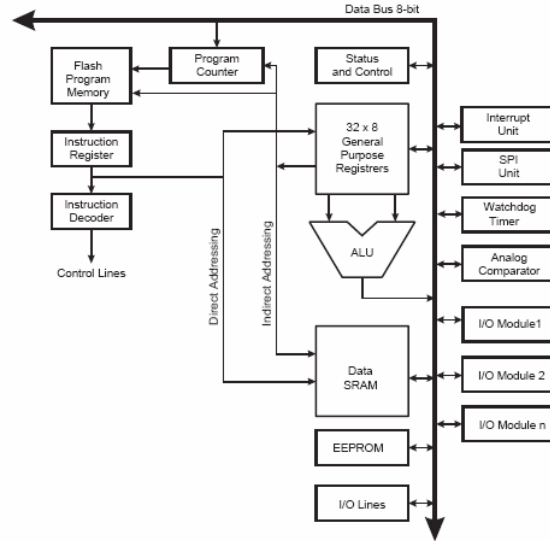 Data Bus 8-bit
Flash
Program
Memory
Program
Counter
Status
and Control
Instruction
Register
32 x 8
General
Purpose
Registrers
Interrupt
Unit
SPI
Unit
Instruction
Decoder
Watchdog
Timer
ALU
Analog
Comparator
Control Lines
Direct Addressing
Indirect Addressing
I/O Module1
Data
SRAM
I/O Module 2
I/O Module n
EEPROM
I/O Lines